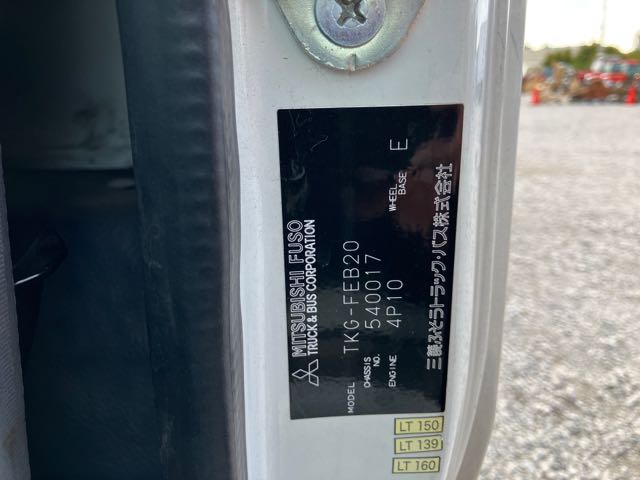 MITSUBISHI FUSO
TRUCK & BUS CORPORATION
MODEL TKG-FEB20
CHASSIS NO. 540017
ENGINE 4P10 WHEEL BASE E
三菱ふそうトラック・バス株式会社
LT 150
LT 139
LT 160